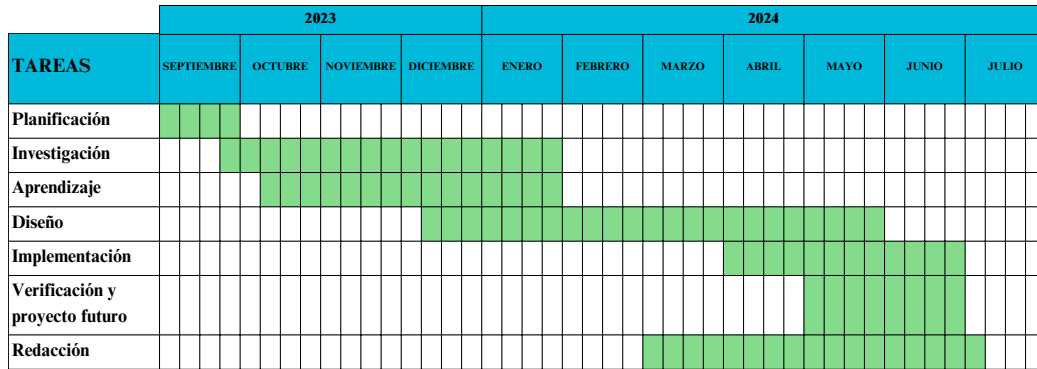 2023 2024
TAREAS SEPTIEMBRE OCTUBRE NOVIEMBRE DICIEMBRE ENERO FEBRERO MARZO ABRIL MAYO JUNIO JULIO
Planificación
Investigación
Aprendizaje
Diseño
Implementación
Verificación y
proyecto futuro
Redacción